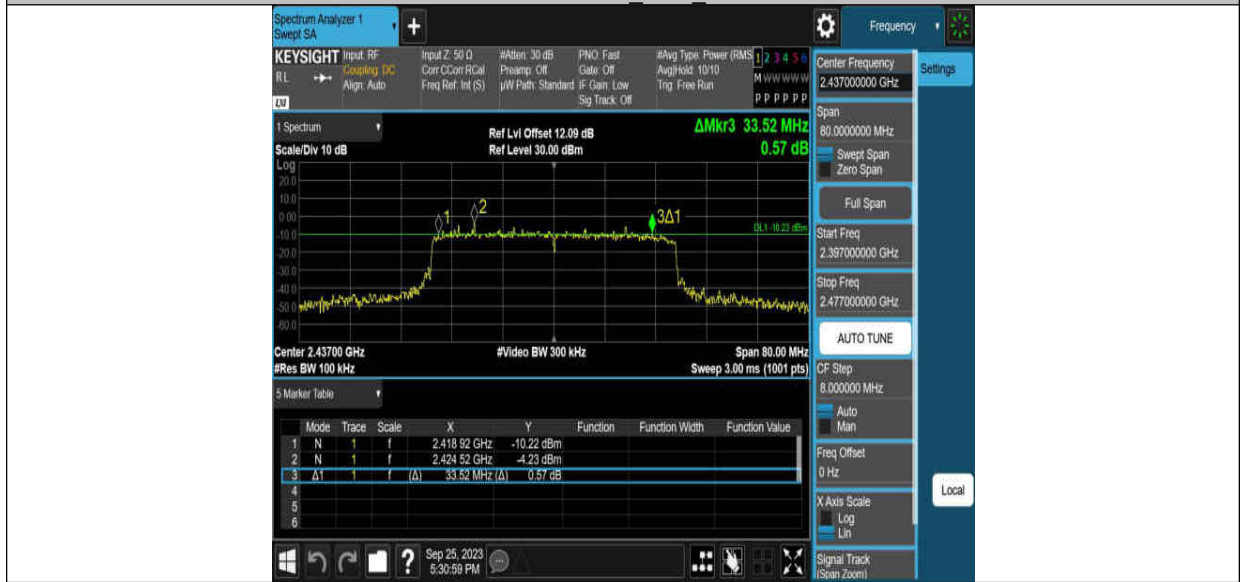 Spectrum Analyzer 1
Swept SA
+
Frequency
KEYSIGHT
RL
LXI
Input: RF
Coupling: DC
Align: Auto
Input Z: 50 Ω
Corr CCorr RCal
Freq Ref: Int (S)
#Atten: 30 dB
Preamp: Off
µW Path: Standard
PNO: Fast
Gate: Off
IF Gain: Low
Sig Track: Off
#Avg Type: Power (RMS
Avg|Hold: 10/10
Trig: Free Run
1 2 3 4 5 6
M W W W W W
P P P P P P
Center Frequency
2.437000000 GHz
Settings
1 Spectrum
Scale/Div 10 dB
Ref Lvl Offset 12.09 dB
Ref Level 30.00 dBm
ΔMkr3 33.52 MHz
0.57 dB
Log
20.0
10.0
0.00
-10.0
-20.0
-30.0
-40.0
-50.0
-60.0
1
2
3Δ1
DL1 -10.23 dBm
Center 2.43700 GHz
#Res BW 100 kHz
#Video BW 300 kHz
Span 80.00 MHz
Sweep 3.00 ms (1001 pts)
Span
80.0000000 MHz
Swept Span
Zero Span
Full Span
Start Freq
2.397000000 GHz
Stop Freq
2.477000000 GHz
AUTO TUNE
CF Step
8.000000 MHz
Auto
Man
Freq Offset
0 Hz
X Axis Scale
Log
Lin
Signal Track
(Span Zoom)
Local
5 Marker Table
Mode Trace Scale X Y Function Function Width Function Value
1 N 1 f 2.418 92 GHz -10.22 dBm
2 N 1 f 2.424 52 GHz -4.23 dBm
3 Δ1 1 f (Δ) 33.52 MHz (Δ) 0.57 dB
4
5
6
?
Sep 25, 2023
5:30:59 PM